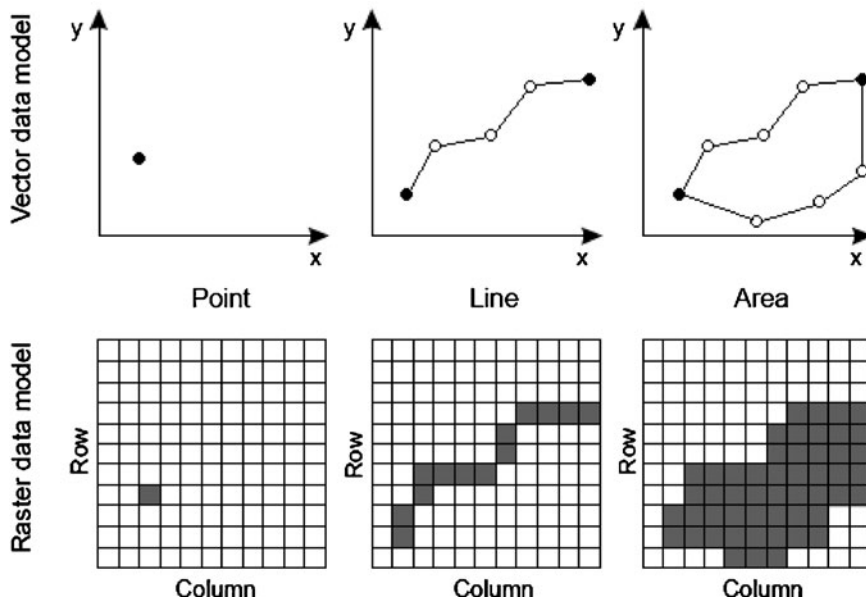 Vector data model
y
x
y
x
y
x
Point
Line
Area
Raster data model
Row
Row
Row
Column
Column
Column